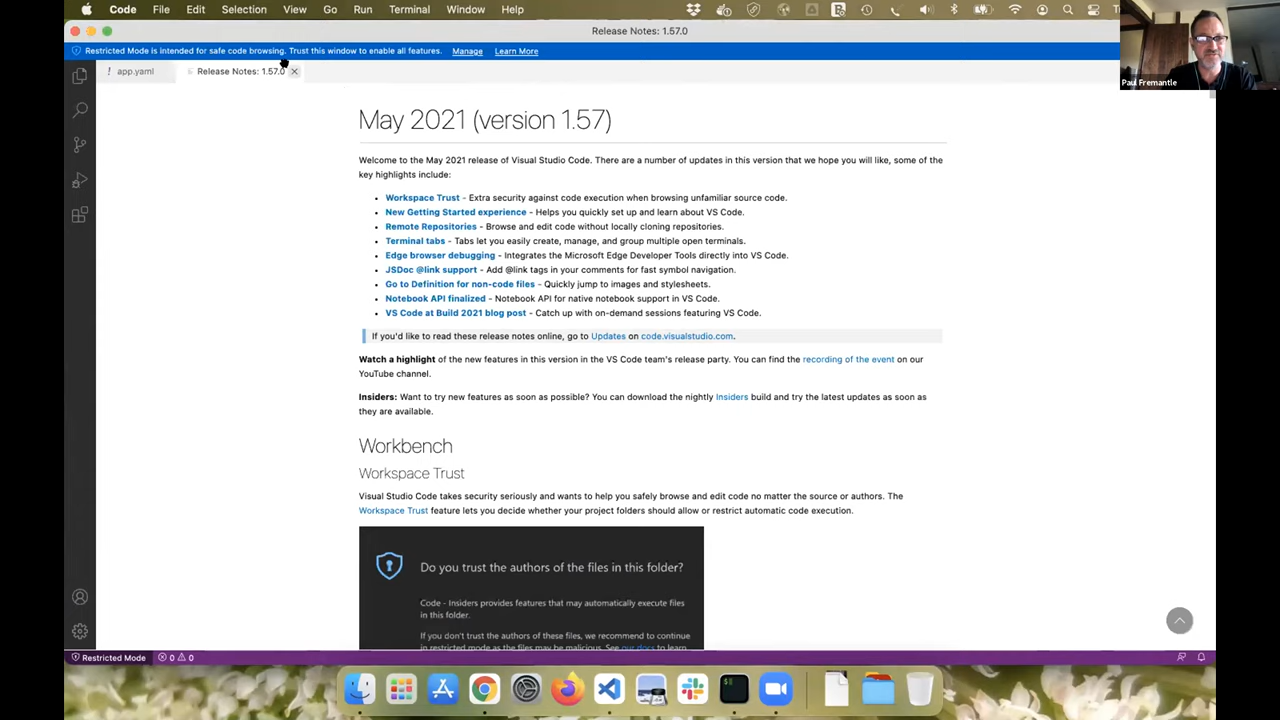 Code File Edit Selection View Go Run Terminal Window Help
Release Notes: 1.57.0
Restricted Mode is intended for safe code browsing. Trust this window to enable all features. Manage Learn More
! app.yaml Release Notes: 1.57.0
Paul Fremantle
May 2021 (version 1.57)
Welcome to the May 2021 release of Visual Studio Code. There are a number of updates in this version that we hope you will like, some of the
key highlights include:
• Workspace Trust - Extra security against code execution when browsing unfamiliar source code.
• New Getting Started experience - Helps you quickly set up and learn about VS Code.
• Remote Repositories - Browse and edit code without locally cloning repositories.
• Terminal tabs - Tabs let you easily create, manage, and group multiple open terminals.
• Edge browser debugging - Integrates the Microsoft Edge Developer Tools directly into VS Code.
• JSDoc @link support - Add @link tags in your comments for fast symbol navigation.
• Go to Definition for non-code files - Quickly jump to images and stylesheets.
• Notebook API finalized - Notebook API for native notebook support in VS Code.
• VS Code at Build 2021 blog post - Catch up with on-demand sessions featuring VS Code.
If you'd like to read these release notes online, go to Updates on code.visualstudio.com.
Watch a highlight of the new features in this version in the VS Code team's release party. You can find the recording of the event on our
YouTube channel.
Insiders: Want to try new features as soon as possible? You can download the nightly Insiders build and try the latest updates as soon as
they are available.
Workbench
Workspace Trust
Visual Studio Code takes security seriously and wants to help you safely browse and edit code no matter the source or authors. The
Workspace Trust feature lets you decide whether your project folders should allow or restrict automatic code execution.
Do you trust the authors of the files in this folder?
Code - Insiders provides features that may automatically execute files
in this folder.
If you don't trust the authors of these files, we recommend to continue
in restricted mode as the files may be malicious. See our docs to learn
Restricted Mode 0 0